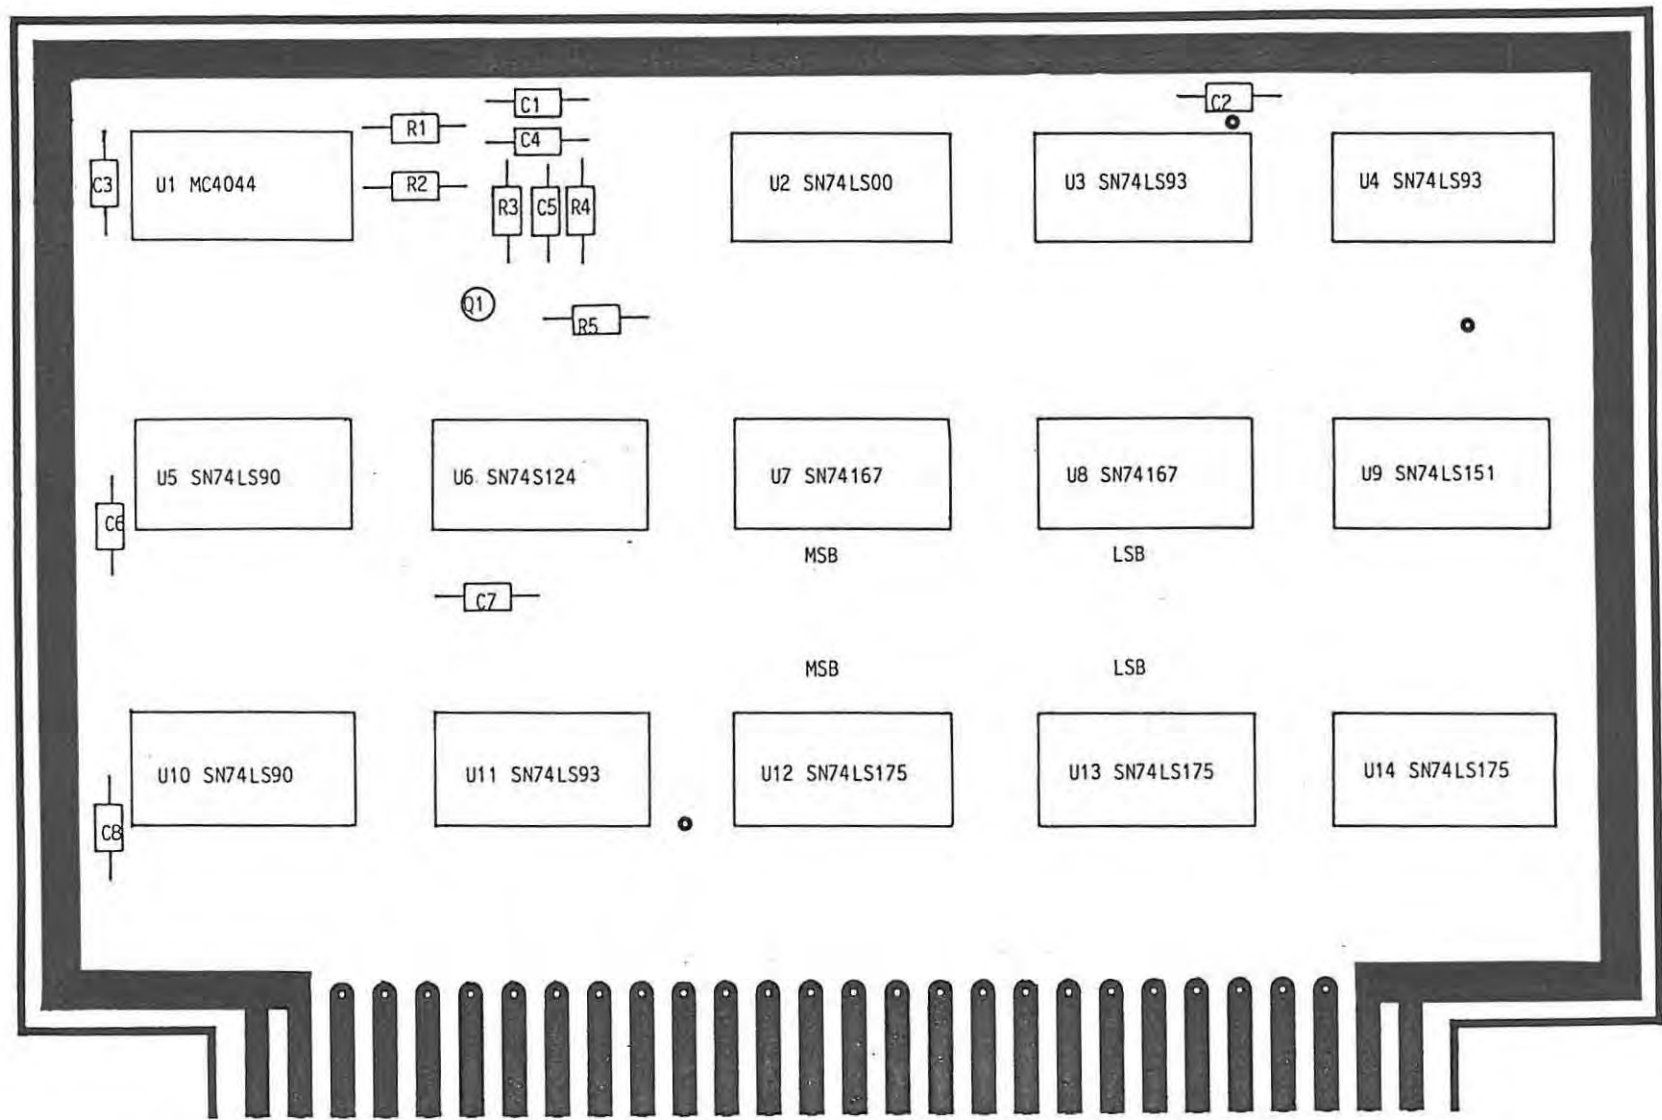 C1
C2
R1
C4
C3
U1 MC4044
R2
R3
C5
R4
U2 SN74LS00
U3 SN74LS93
U4 SN74LS93
Q1
R5
U5 SN74LS90
U6 SN74S124
U7 SN74167
U8 SN74167
U9 SN74LS151
C6
MSB
LSB
C7
MSB
LSB
U10 SN74LS90
U11 SN74LS93
U12 SN74LS175
U13 SN74LS175
U14 SN74LS175
C8